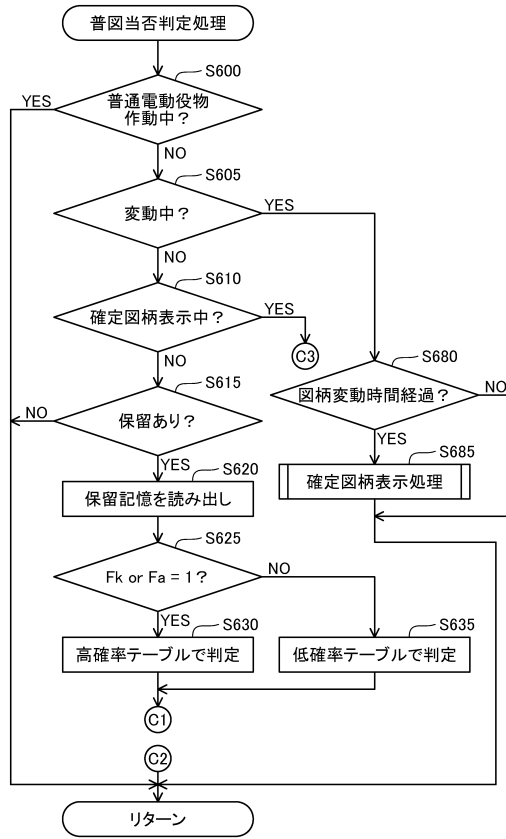 普図当否判定処理
S600
YES
普通電動役物
作動中？
NO
S605
変動中？
YES
NO
S610
確定図柄表示中？
YES
C3
NO
S615
NO
保留あり？
YES
S680
図柄変動時間経過？
NO
YES
S685
確定図柄表示処理
S620
保留記憶を読み出し
S625
Fk or Fa = 1？
NO
YES
S630
高確率テーブルで判定
S635
低確率テーブルで判定
C1
C2
リターン